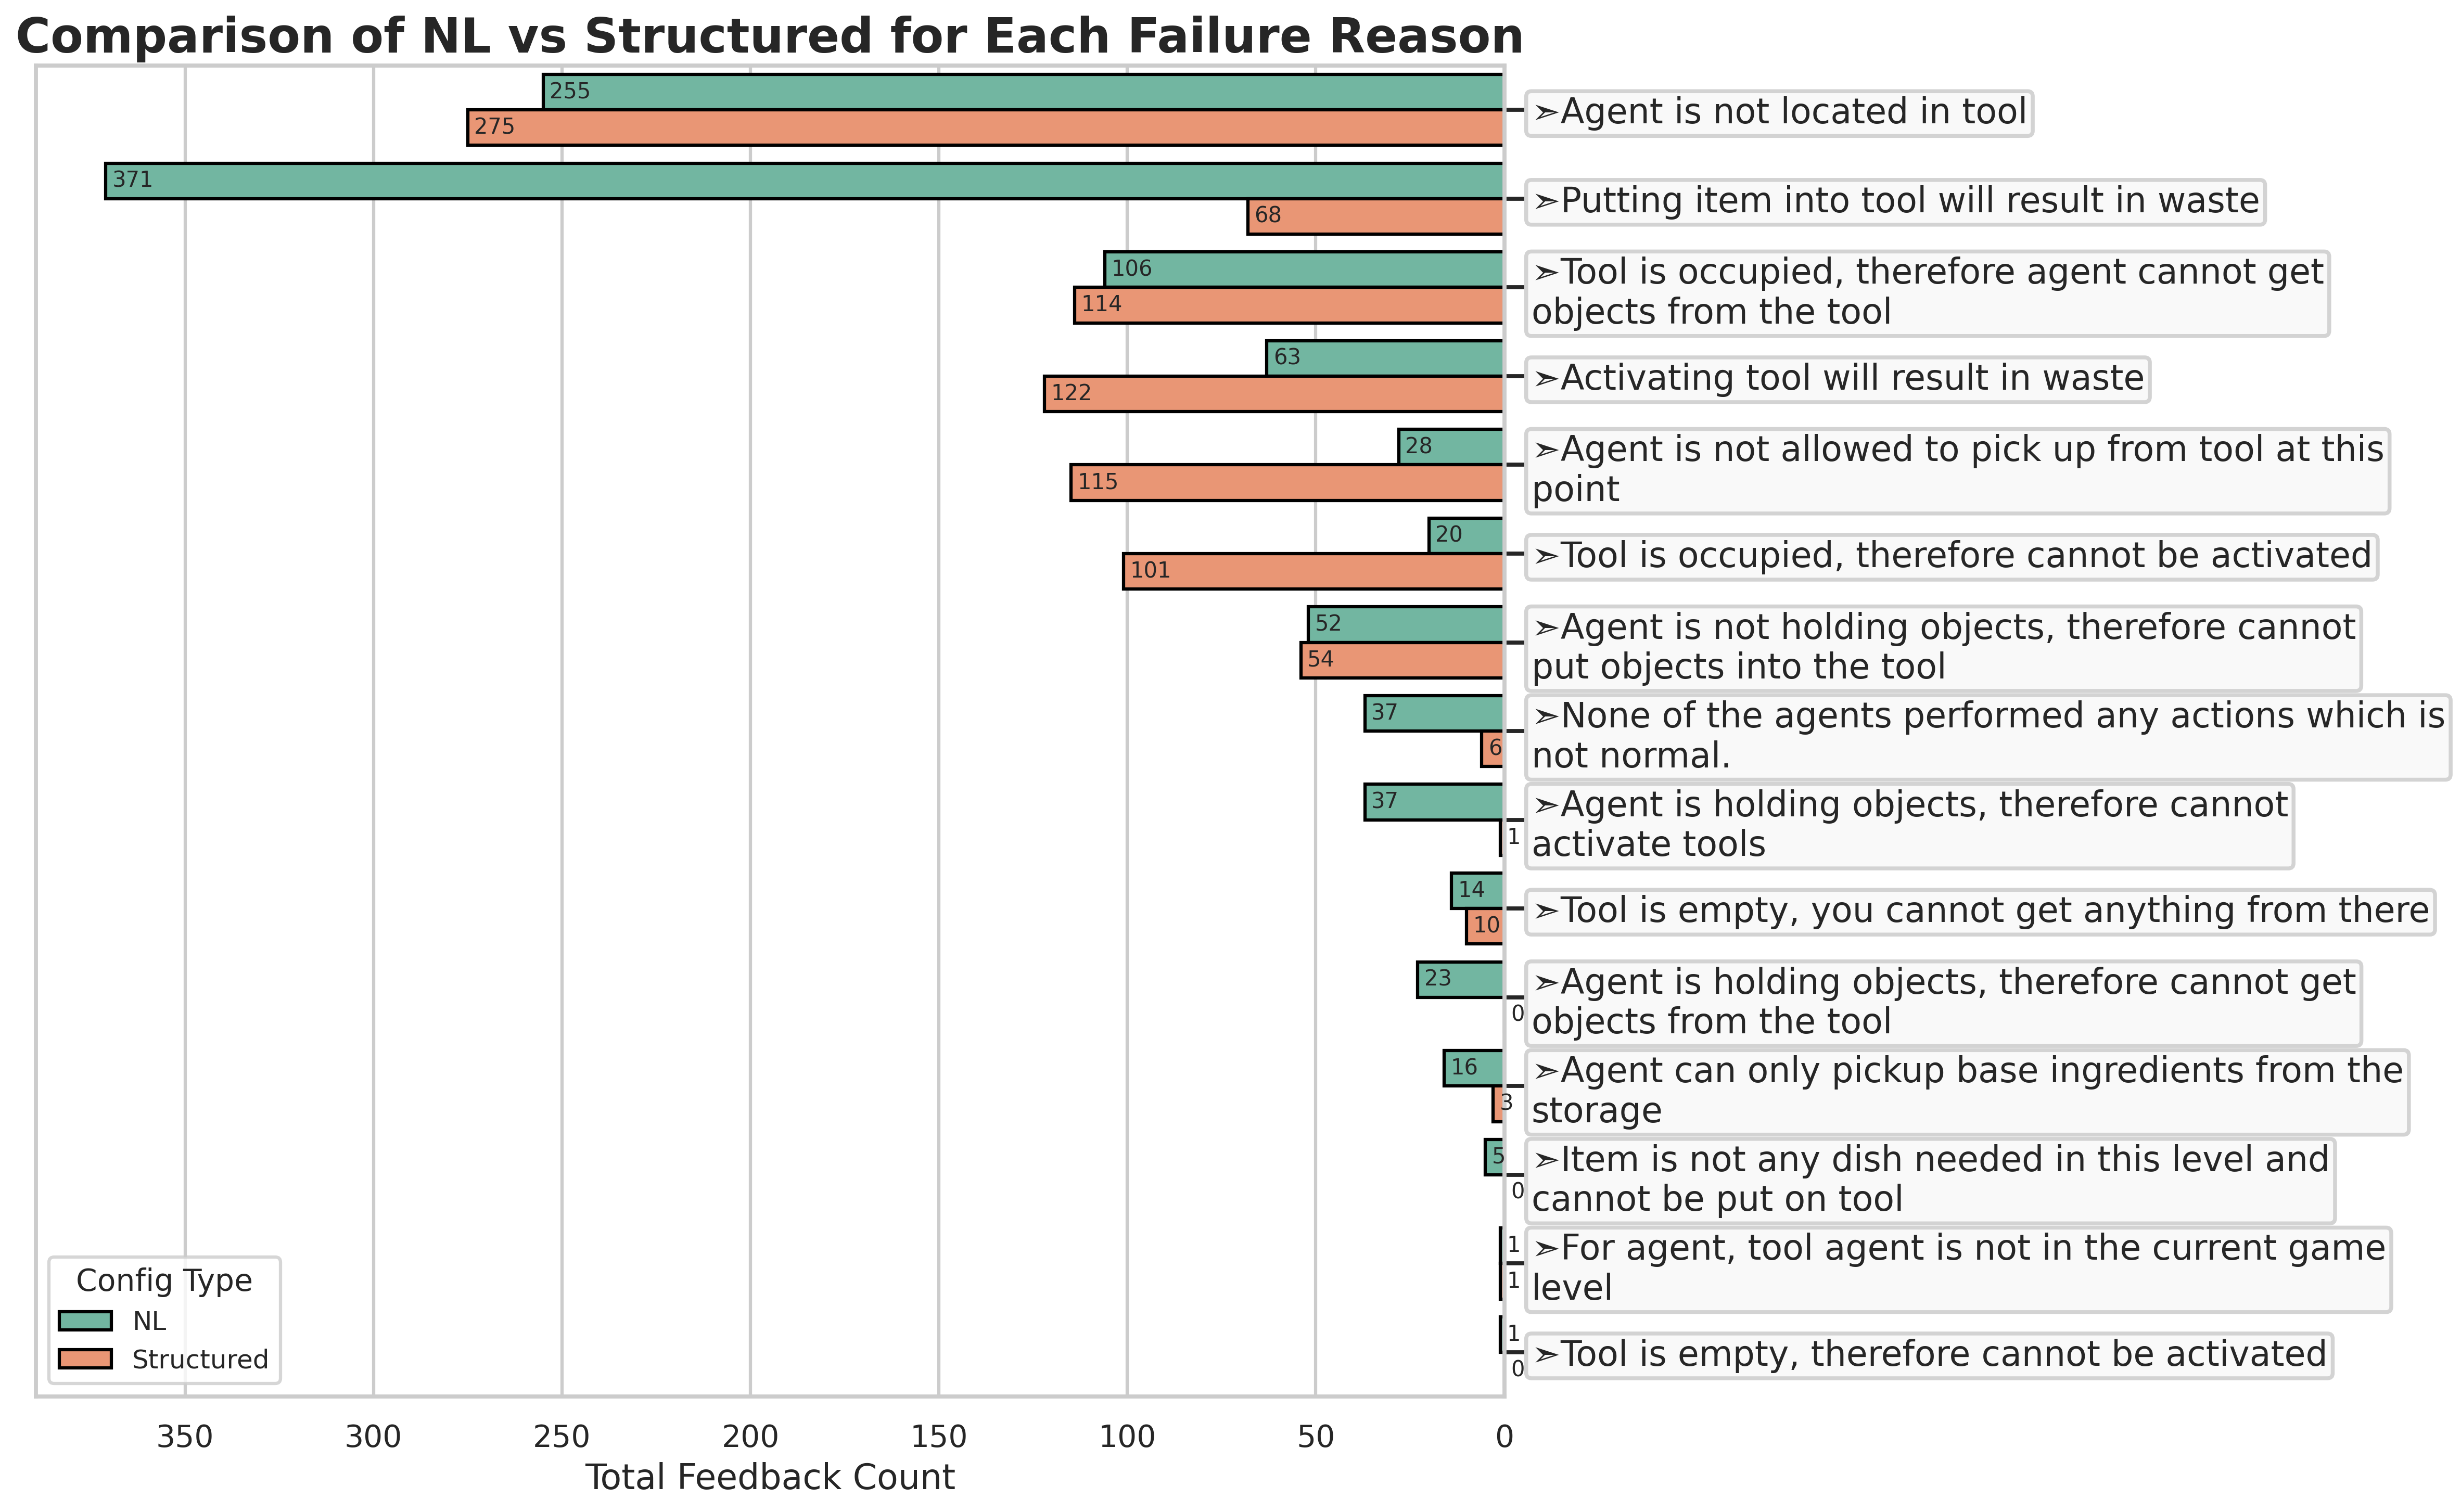 Comparison of NL vs Structured for Each Failure Reason
255
275
➣Agent is not located in tool
371
68
➣Putting item into tool will result in waste
106
114
➣Tool is occupied, therefore agent cannot get
objects from the tool
63
122
➣Activating tool will result in waste
28
115
➣Agent is not allowed to pick up from tool at this
point
20
101
➣Tool is occupied, therefore cannot be activated
52
54
➣Agent is not holding objects, therefore cannot
put objects into the tool
37
6
➣None of the agents performed any actions which is
not normal.
37
1
➣Agent is holding objects, therefore cannot
activate tools
14
10
➣Tool is empty, you cannot get anything from there
23
0
➣Agent is holding objects, therefore cannot get
objects from the tool
16
3
➣Agent can only pickup base ingredients from the
storage
5
0
➣Item is not any dish needed in this level and
cannot be put on tool
1
1
➣For agent, tool agent is not in the current game
level
1
0
➣Tool is empty, therefore cannot be activated
Config Type
NL
Structured
350 300 250 200 150 100 50 0
Total Feedback Count